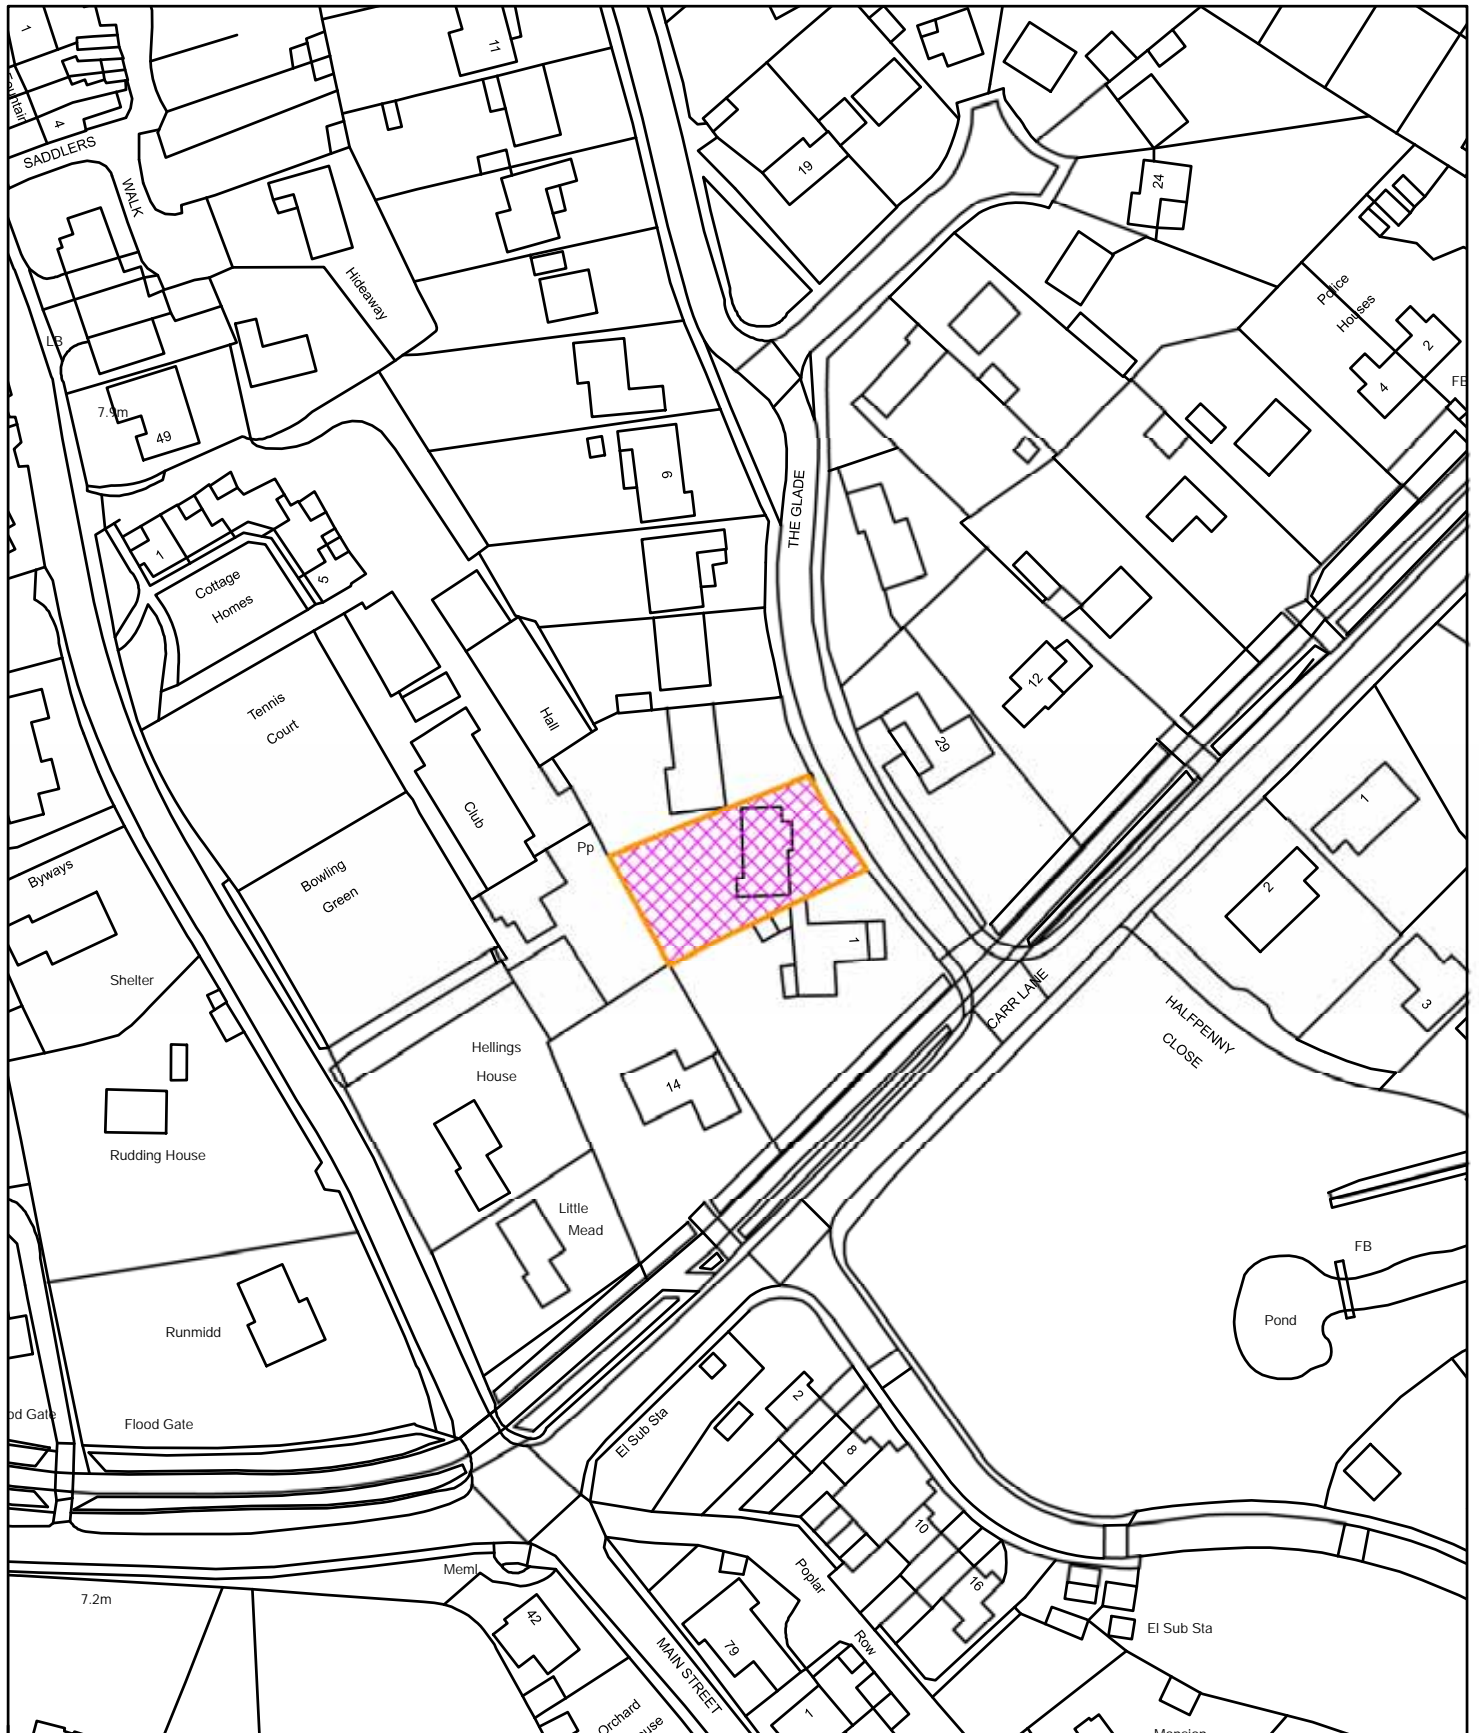 1
11
4
SADDLERS
WALK
19
24
Hideaway
Police
Houses
2
4
LB
7.9m
49
6
THE GLADE
1
5
Cottage
Homes
12
Tennis
Court
Hall
29
Club
Pp
1
2
Byways
Bowling
Green
1
Shelter
3
CARR LANE
HALFPENNY
CLOSE
Hellings
House
14
Rudding House
Little
Mead
FB
Pond
Runmidd
Flood Gate
El Sub Sta
2
8
10
16
Meml
7.2m
42
Poplar
Row
79
MAIN STREET
1
El Sub Sta
Orchard